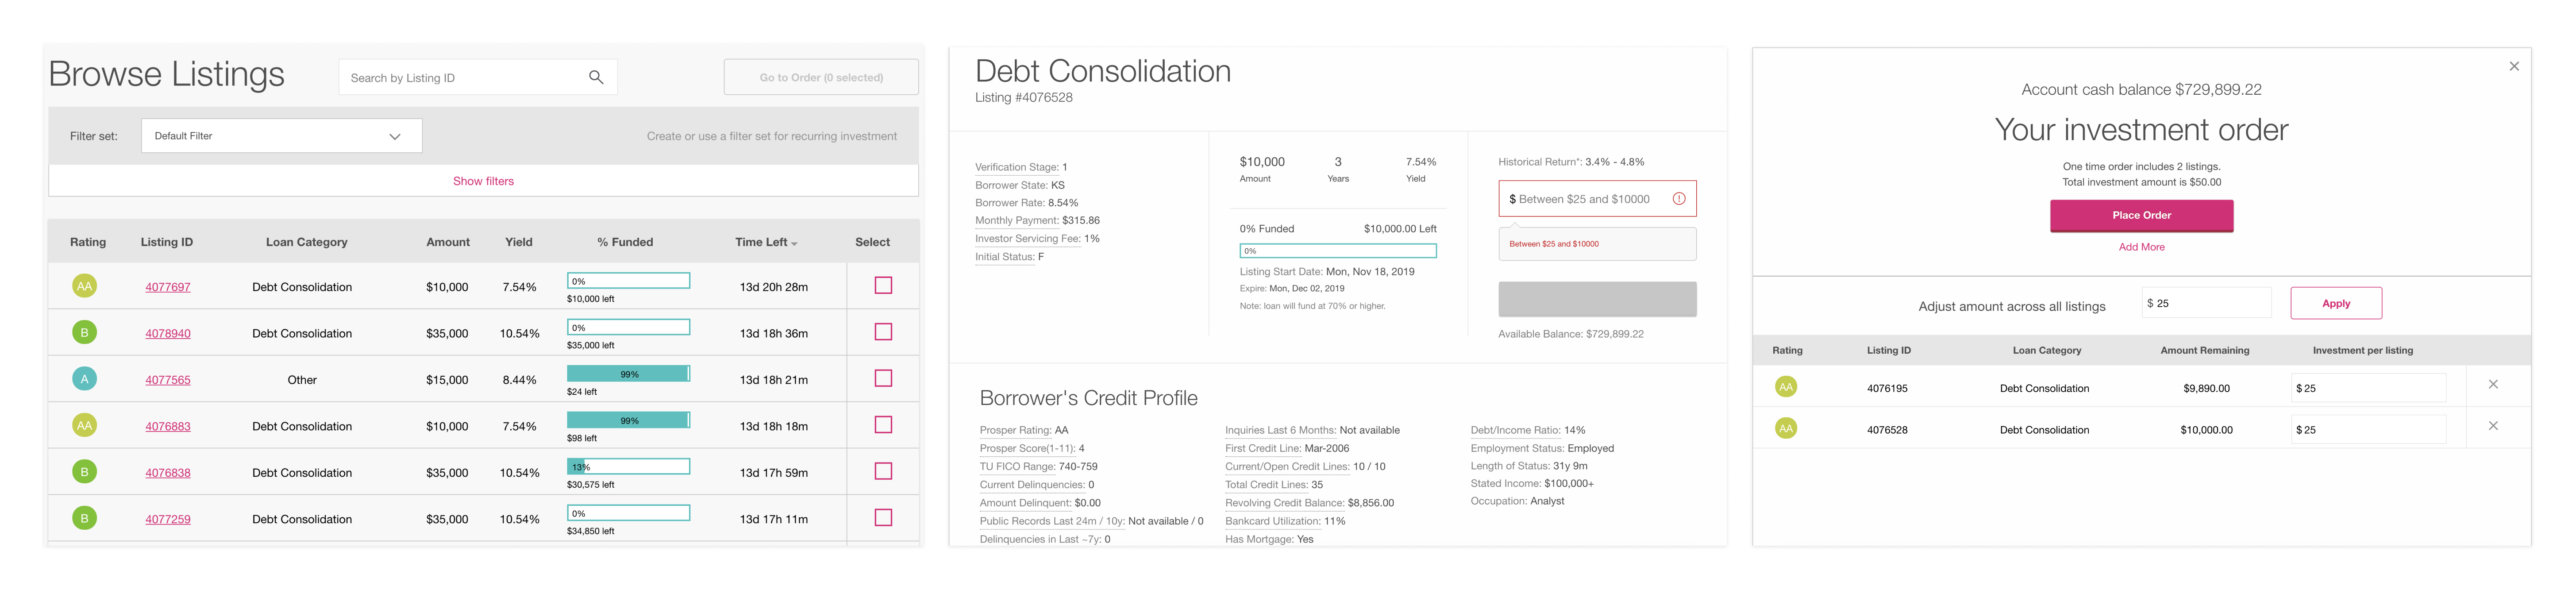 Browse Listings
Search by Listing ID
Go to Order (0 selected)
Filter set:
Default Filter
Create or use a filter set for recurring investment
Show filters
Rating Listing ID Loan Category Amount Yield % Funded Time Left Select
AA 4077697 Debt Consolidation $10,000 7.54% 0% 13d 20h 28m
$10,000 left
B 4078940 Debt Consolidation $35,000 10.54% 0% 13d 18h 36m
$35,000 left
A 4077565 Other $15,000 8.44% 99% 13d 18h 21m
$24 left
AA 4076883 Debt Consolidation $10,000 7.54% 99% 13d 18h 18m
$98 left
B 4076838 Debt Consolidation $35,000 10.54% 13% 13d 17h 59m
$30,575 left
B 4077259 Debt Consolidation $35,000 10.54% 0% 13d 17h 11m
$34,850 left
Debt Consolidation
Listing #4076528
Verification Stage: 1
Borrower State: KS
Borrower Rate: 8.54%
Monthly Payment: $315.86
Investor Servicing Fee: 1%
Initial Status: F
$10,000 3 7.54%
Amount Years Yield
0% Funded $10,000.00 Left
0%
Listing Start Date: Mon, Nov 18, 2019
Expire: Mon, Dec 02, 2019
Note: loan will fund at 70% or higher.
Historical Return*: 3.4% - 4.8%
$ Between $25 and $10000
Between $25 and $10000
Available Balance: $729,899.22
Borrower's Credit Profile
Prosper Rating: AA
Prosper Score(1-11): 4
TU FICO Range: 740-759
Current Delinquencies: 0
Amount Delinquent: $0.00
Public Records Last 24m / 10y: Not available / 0
Delinquencies in Last ~7y: 0
Inquiries Last 6 Months: Not available
First Credit Line: Mar-2006
Current/Open Credit Lines: 10 / 10
Total Credit Lines: 35
Revolving Credit Balance: $8,856.00
Bankcard Utilization: 11%
Has Mortgage: Yes
Debt/Income Ratio: 14%
Employment Status: Employed
Length of Status: 31y 9m
Stated Income: $100,000+
Occupation: Analyst
Account cash balance $729,899.22
Your investment order
One time order includes 2 listings.
Total investment amount is $50.00
Place Order
Add More
Adjust amount across all listings $ 25 Apply
Rating Listing ID Loan Category Amount Remaining Investment per listing
AA 4076195 Debt Consolidation $9,890.00 $ 25
AA 4076528 Debt Consolidation $10,000.00 $ 25